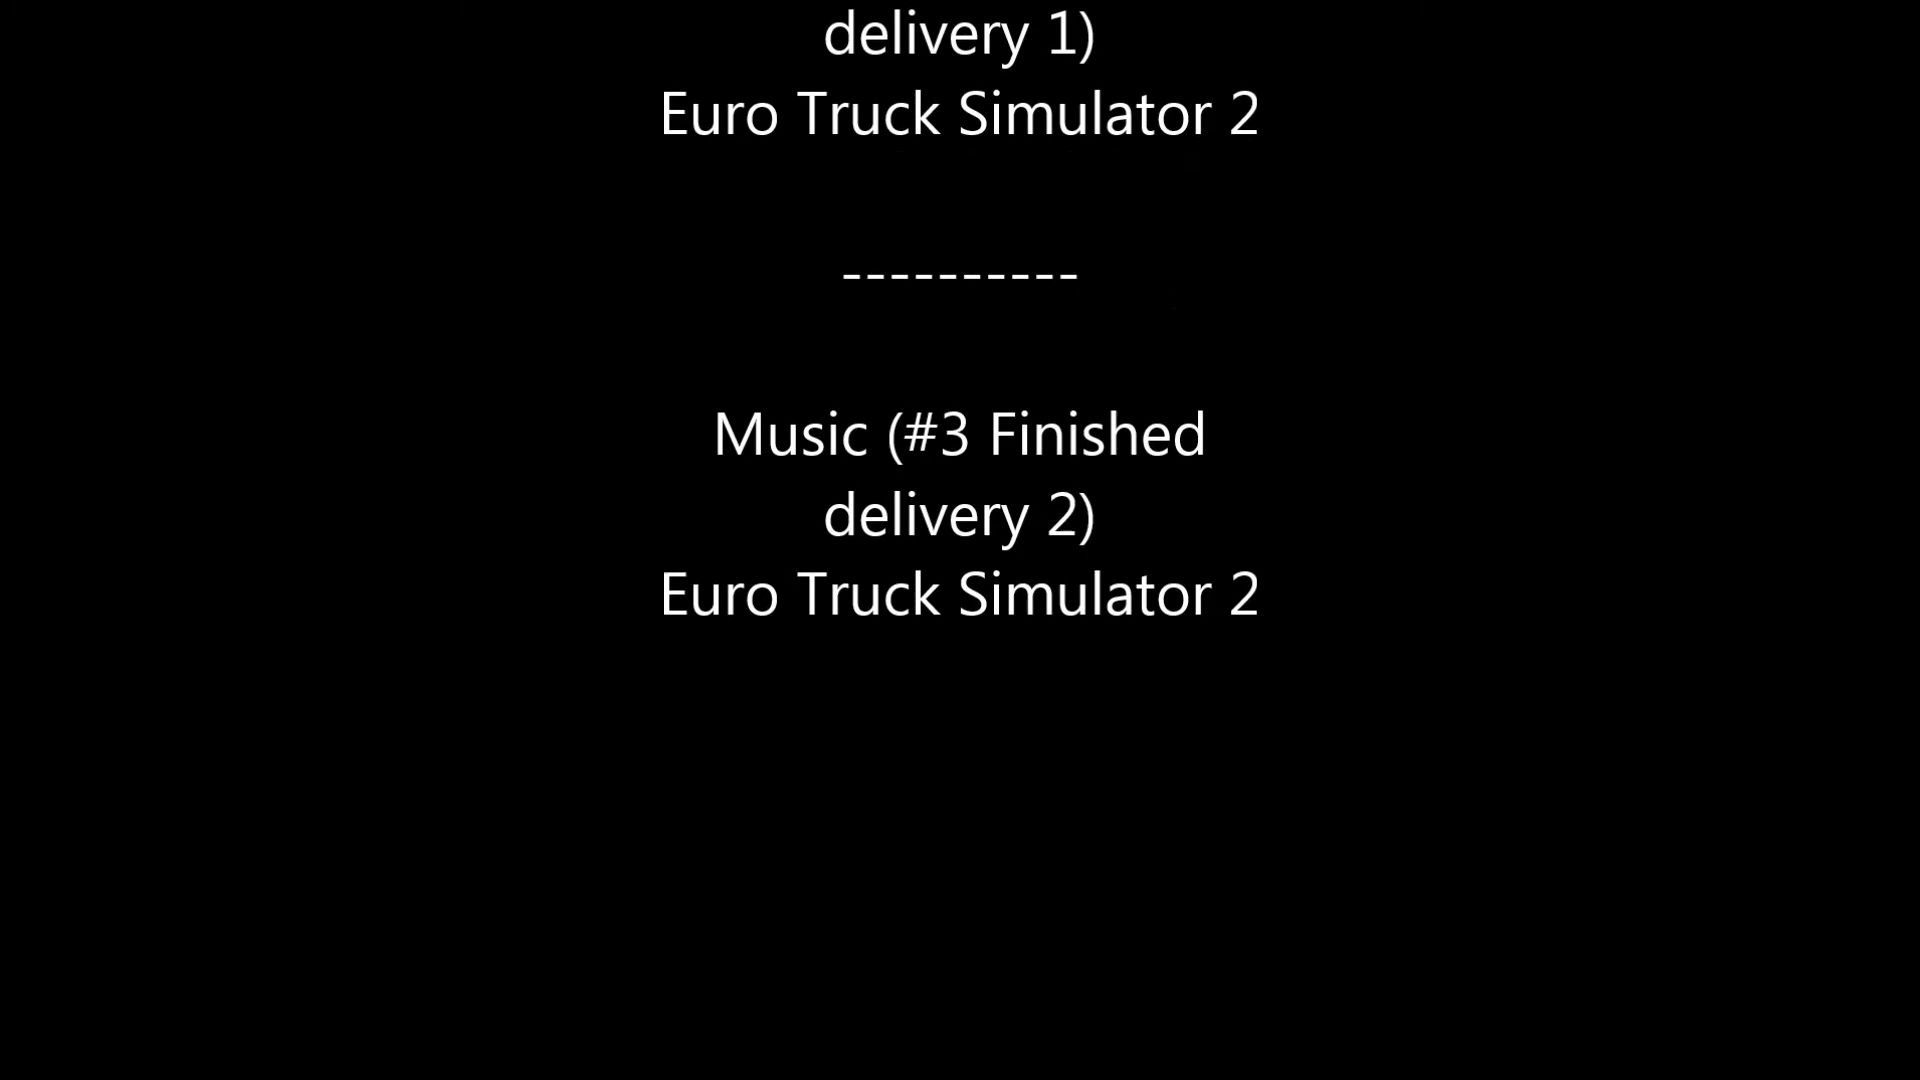 delivery 1)
Euro Truck Simulator 2
----------
Music (#3 Finished
delivery 2)
Euro Truck Simulator 2